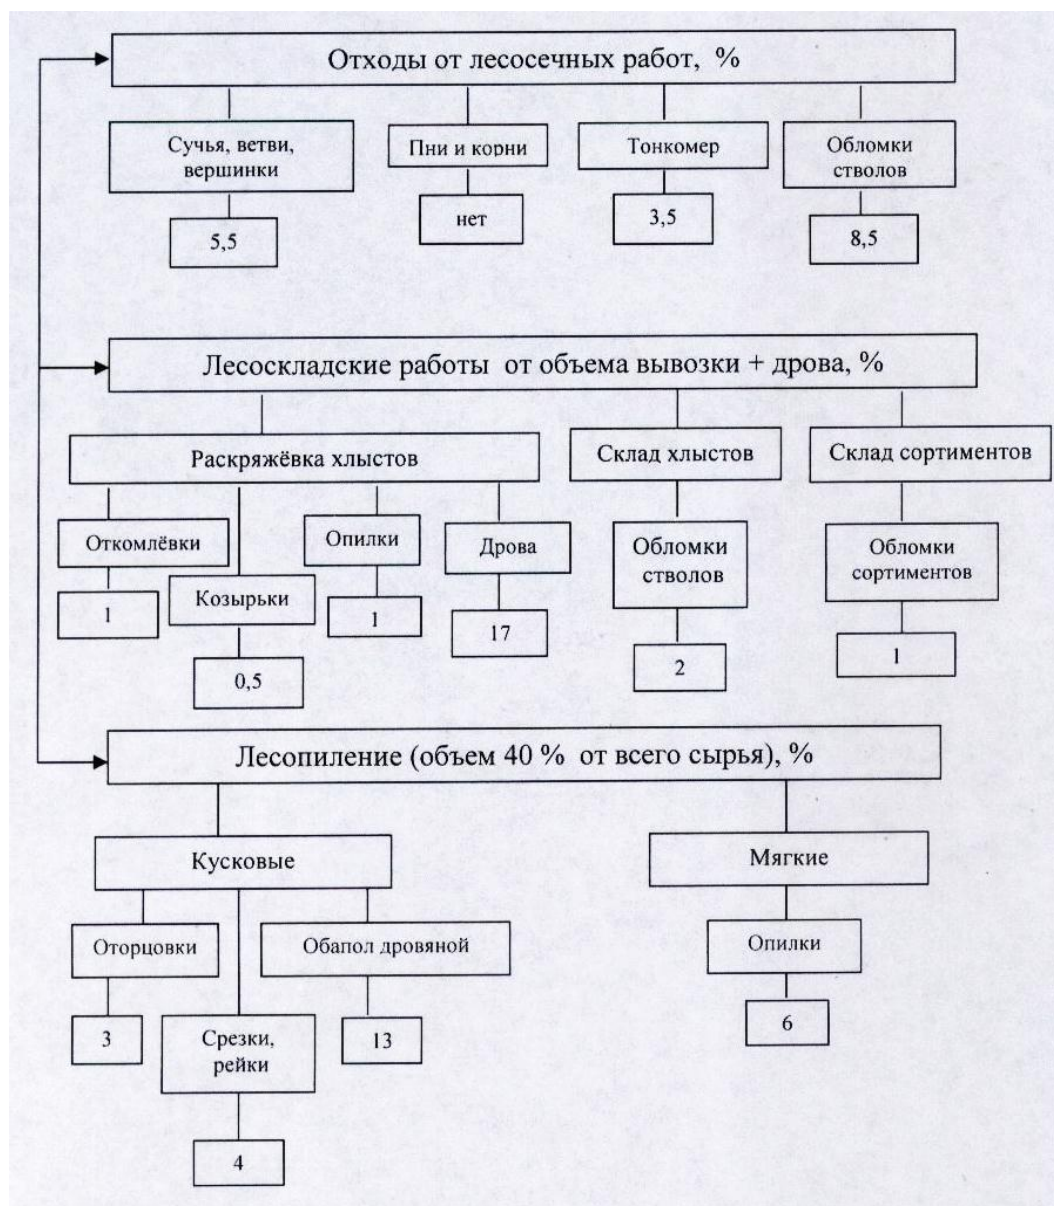 Отходы от лесосечных работ, %
Сучья, ветви,
вершинки
Пни и корни
Тонкомер
Обломки
стволов
5,5
нет
3,5
8,5
Лесоскладские работы от объема вывозки + дрова, %
Раскряжёвка хлыстов
Склад хлыстов
Склад сортиментов
Откомлёвки
Козырьки
Опилки
Дрова
Обломки
стволов
Обломки
сортиментов
1
0,5
1
17
2
1
Лесопиление (объем 40 % от всего сырья), %
Кусковые
Мягкие
Оторцовки
Обапол дровяной
Опилки
3
Срезки,
рейки
13
6
4